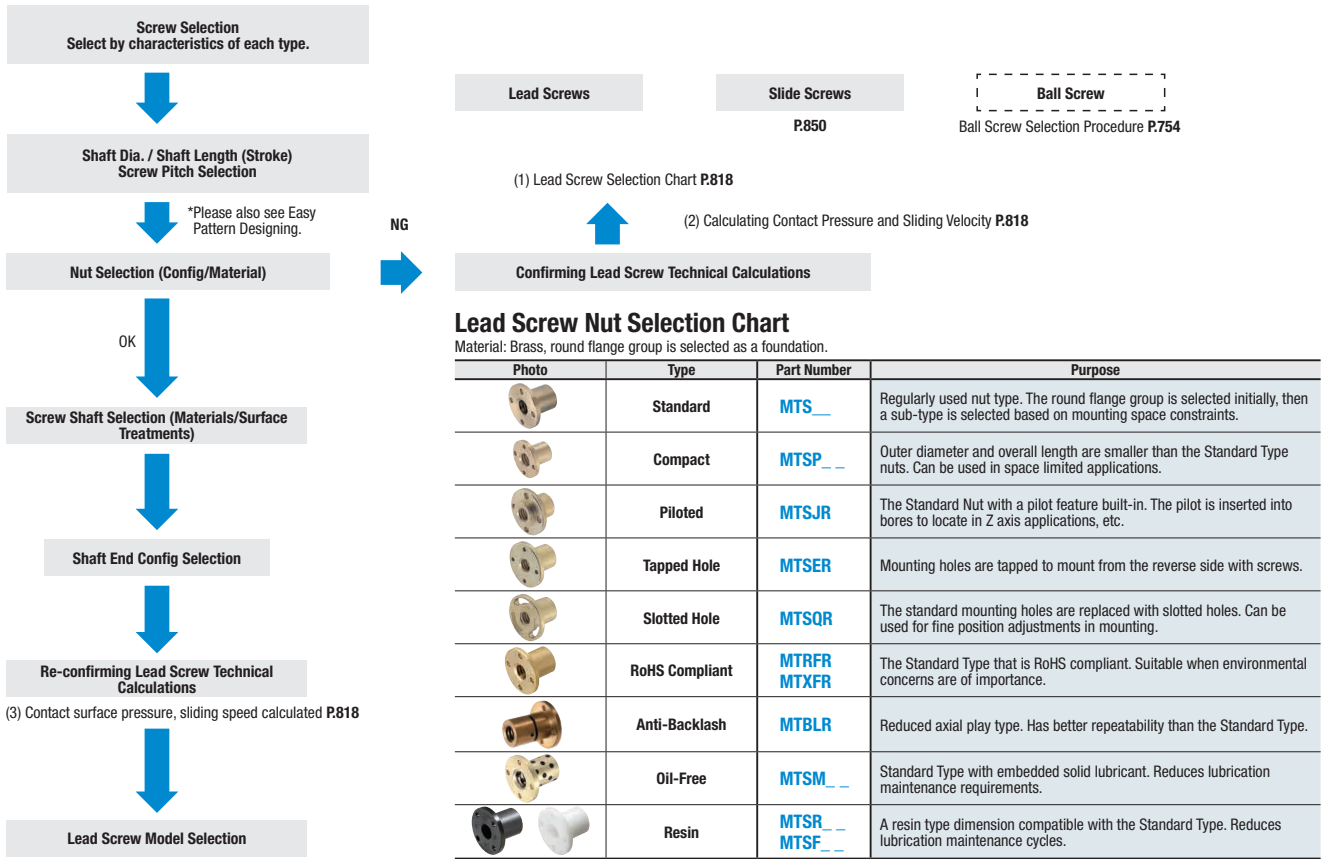 Screw Selection
Select by characteristics of each type.
Shaft Dia. / Shaft Length (Stroke)
Screw Pitch Selection
*Please also see Easy
Pattern Designing.
Nut Selection (Config/Material)
OK
Screw Shaft Selection (Materials/Surface
Treatments)
Shaft End Config Selection
Re-confirming Lead Screw Technical
Calculations
(3) Contact surface pressure, sliding speed calculated P.818
Lead Screw Model Selection
NG
Lead Screws
Slide Screws
P.850
Ball Screw
Ball Screw Selection Procedure P.754
(1) Lead Screw Selection Chart P.818
(2) Calculating Contact Pressure and Sliding Velocity P.818
Confirming Lead Screw Technical Calculations
Lead Screw Nut Selection Chart
Material: Brass, round flange group is selected as a foundation.
Photo Type Part Number Purpose
Standard MTS__ Regularly used nut type. The round flange group is selected initially, then
a sub-type is selected based on mounting space constraints.
Compact MTSP_ _ Outer diameter and overall length are smaller than the Standard Type
nuts. Can be used in space limited applications.
Piloted MTSJR The Standard Nut with a pilot feature built-in. The pilot is inserted into
bores to locate in Z axis applications, etc.
Tapped Hole MTSER Mounting holes are tapped to mount from the reverse side with screws.
Slotted Hole MTSQR The standard mounting holes are replaced with slotted holes. Can be
used for fine position adjustments in mounting.
RoHS Compliant MTRFR
MTXFR
The Standard Type that is RoHS compliant. Suitable when environmental
concerns are of importance.
Anti-Backlash MTBLR Reduced axial play type. Has better repeatability than the Standard Type.
Oil-Free MTSM_ _ Standard Type with embedded solid lubricant. Reduces lubrication
maintenance requirements.
Resin MTSR_ _
MTSF_ _
A resin type dimension compatible with the Standard Type. Reduces
lubrication maintenance cycles.